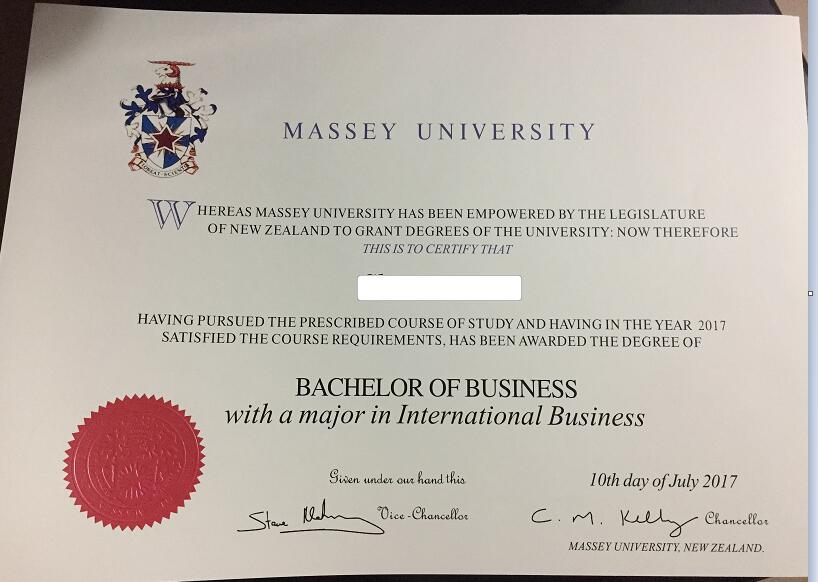 MASSEY UNIVERSITY
WHEREAS MASSEY UNIVERSITY HAS BEEN EMPOWERED BY THE LEGISLATURE
OF NEW ZEALAND TO GRANT DEGREES OF THE UNIVERSITY: NOW THEREFORE
THIS IS TO CERTIFY THAT
HAVING PURSUED THE PRESCRIBED COURSE OF STUDY AND HAVING IN THE YEAR 2017
SATISFIED THE COURSE REQUIREMENTS, HAS BEEN AWARDED THE DEGREE OF
BACHELOR OF BUSINESS
with a major in International Business
Given under our hand this 10th day of July 2017
Steve Vice-Chancellor C. M. Kelly Chancellor
MASSEY UNIVERSITY, NEW ZEALAND.